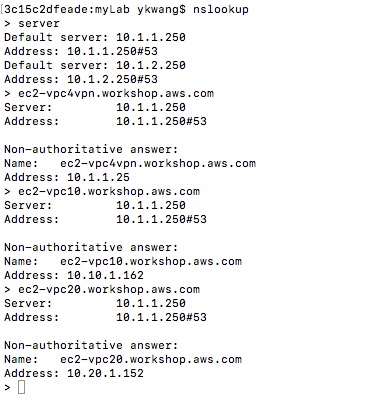 [3c15c2dfeade:myLab ykwang$ nslookup
> server
Default server: 10.1.1.250
Address: 10.1.1.250#53
Default server: 10.1.2.250
Address: 10.1.2.250#53
> ec2-vpc4vpn.workshop.aws.com
Server: 10.1.1.250
Address: 10.1.1.250#53
Non-authoritative answer:
Name: ec2-vpc4vpn.workshop.aws.com
Address: 10.1.1.25
> ec2-vpc10.workshop.aws.com
Server: 10.1.1.250
Address: 10.1.1.250#53
Non-authoritative answer:
Name: ec2-vpc10.workshop.aws.com
Address: 10.10.1.162
> ec2-vpc20.workshop.aws.com
Server: 10.1.1.250
Address: 10.1.1.250#53
Non-authoritative answer:
Name: ec2-vpc20.workshop.aws.com
Address: 10.20.1.152
>